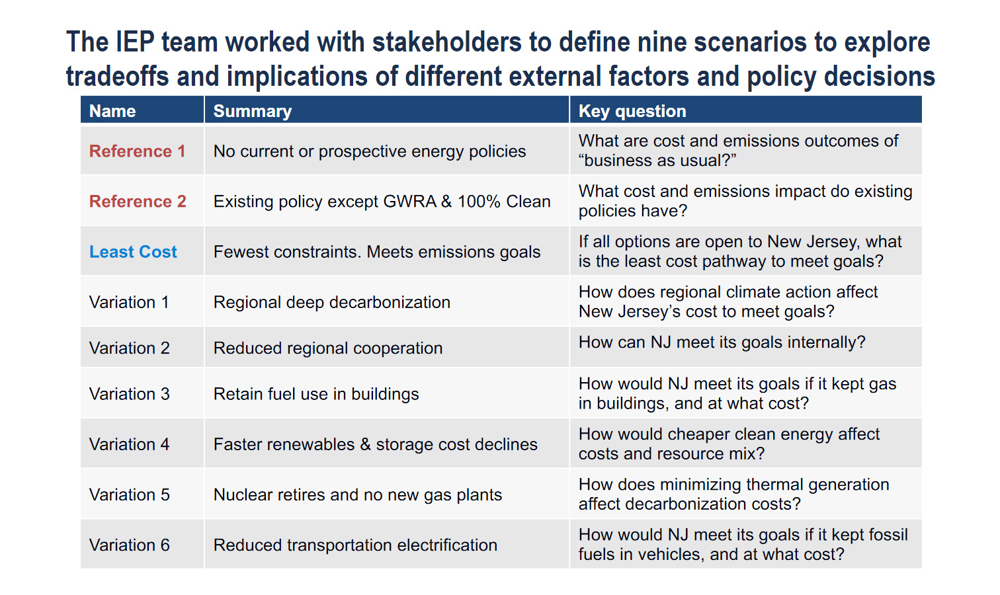 The IEP team worked with stakeholders to define nine scenarios to explore
tradeoffs and implications of different external factors and policy decisions
Name Summary Key question
Reference 1 No current or prospective energy policies What are cost and emissions outcomes of
“business as usual?”
Reference 2 Existing policy except GWRA & 100% Clean What cost and emissions impact do existing
policies have?
Least Cost Fewest constraints. Meets emissions goals If all options are open to New Jersey, what
is the least cost pathway to meet goals?
Variation 1 Regional deep decarbonization How does regional climate action affect
New Jersey’s cost to meet goals?
Variation 2 Reduced regional cooperation How can NJ meet its goals internally?
Variation 3 Retain fuel use in buildings How would NJ meet its goals if it kept gas
in buildings, and at what cost?
Variation 4 Faster renewables & storage cost declines How would cheaper clean energy affect
costs and resource mix?
Variation 5 Nuclear retires and no new gas plants How does minimizing thermal generation
affect decarbonization costs?
Variation 6 Reduced transportation electrification How would NJ meet its goals if it kept fossil
fuels in vehicles, and at what cost?